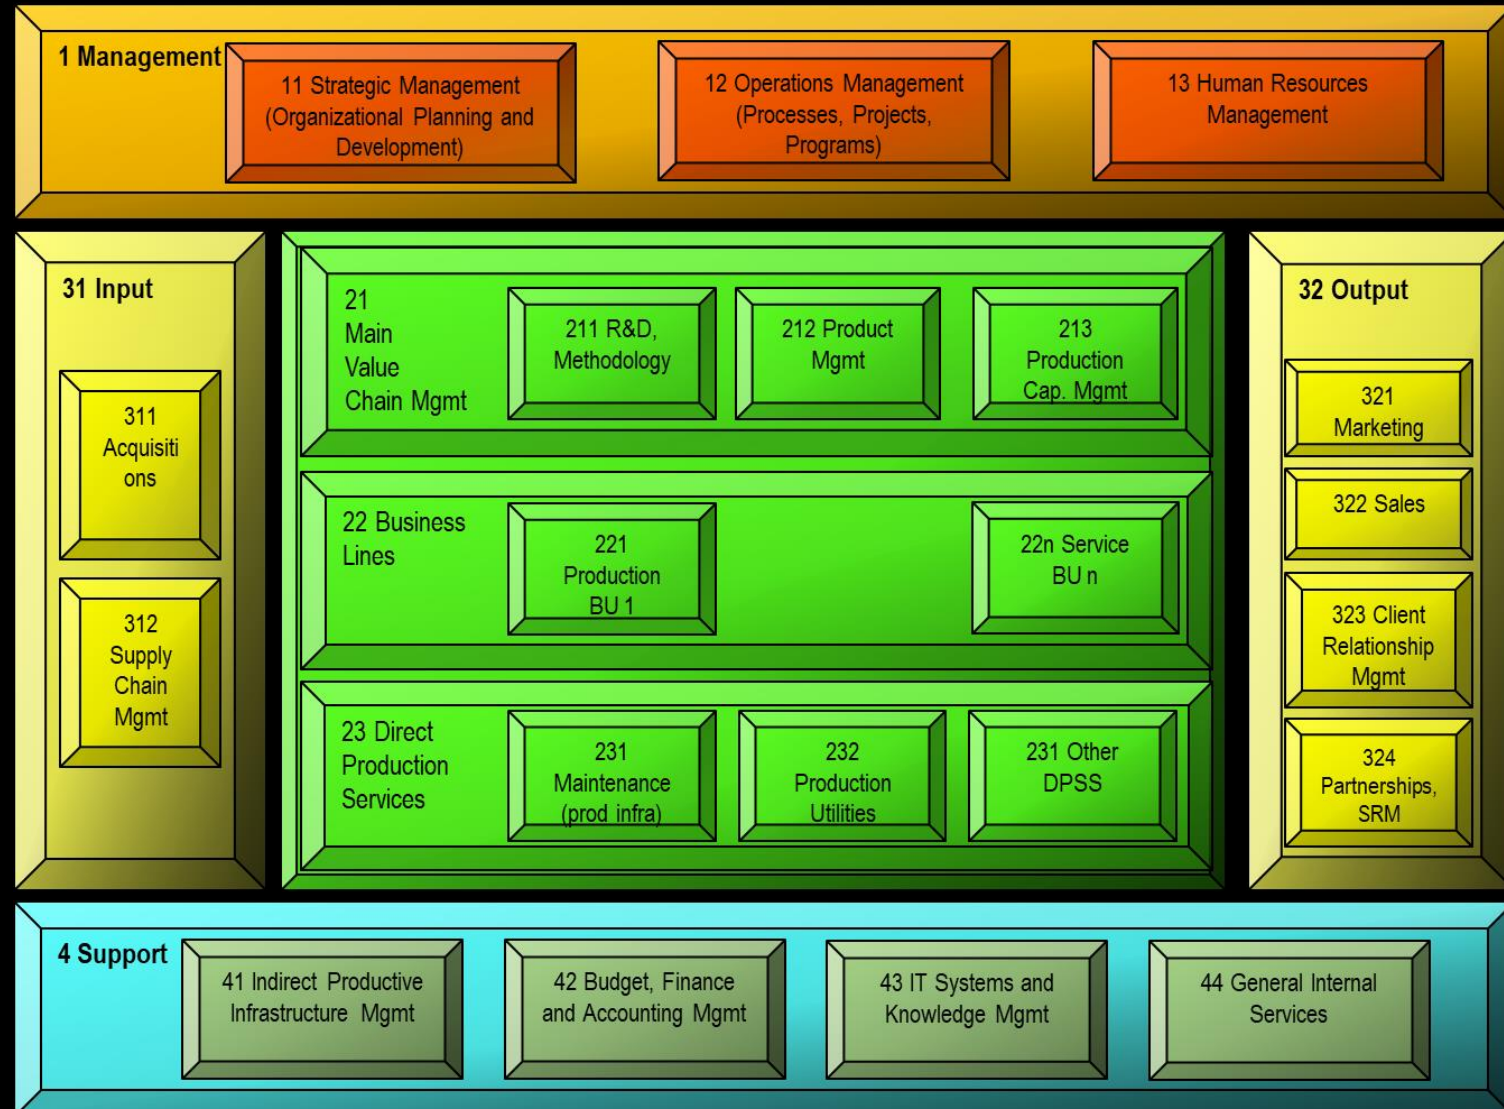 1 Management
11 Strategic Management
(Organizational Planning and
Development)
12 Operations Management
(Processes, Projects,
Programs)
13 Human Resources
Management
31 Input
311
Acquisiti
ons
312
Supply
Chain
Mgmt
21
Main
Value
Chain Mgmt
211 R&D,
Methodology
212 Product
Mgmt
213
Production
Cap. Mgmt
22 Business
Lines
221
Production
BU 1
22n Service
BU n
23 Direct
Production
Services
231
Maintenance
(prod infra)
232
Production
Utilities
231 Other
DPSS
32 Output
321
Marketing
322 Sales
323 Client
Relationship
Mgmt
324
Partnerships,
SRM
4 Support
41 Indirect Productive
Infrastructure Mgmt
42 Budget, Finance
and Accounting Mgmt
43 IT Systems and
Knowledge Mgmt
44 General Internal
Services